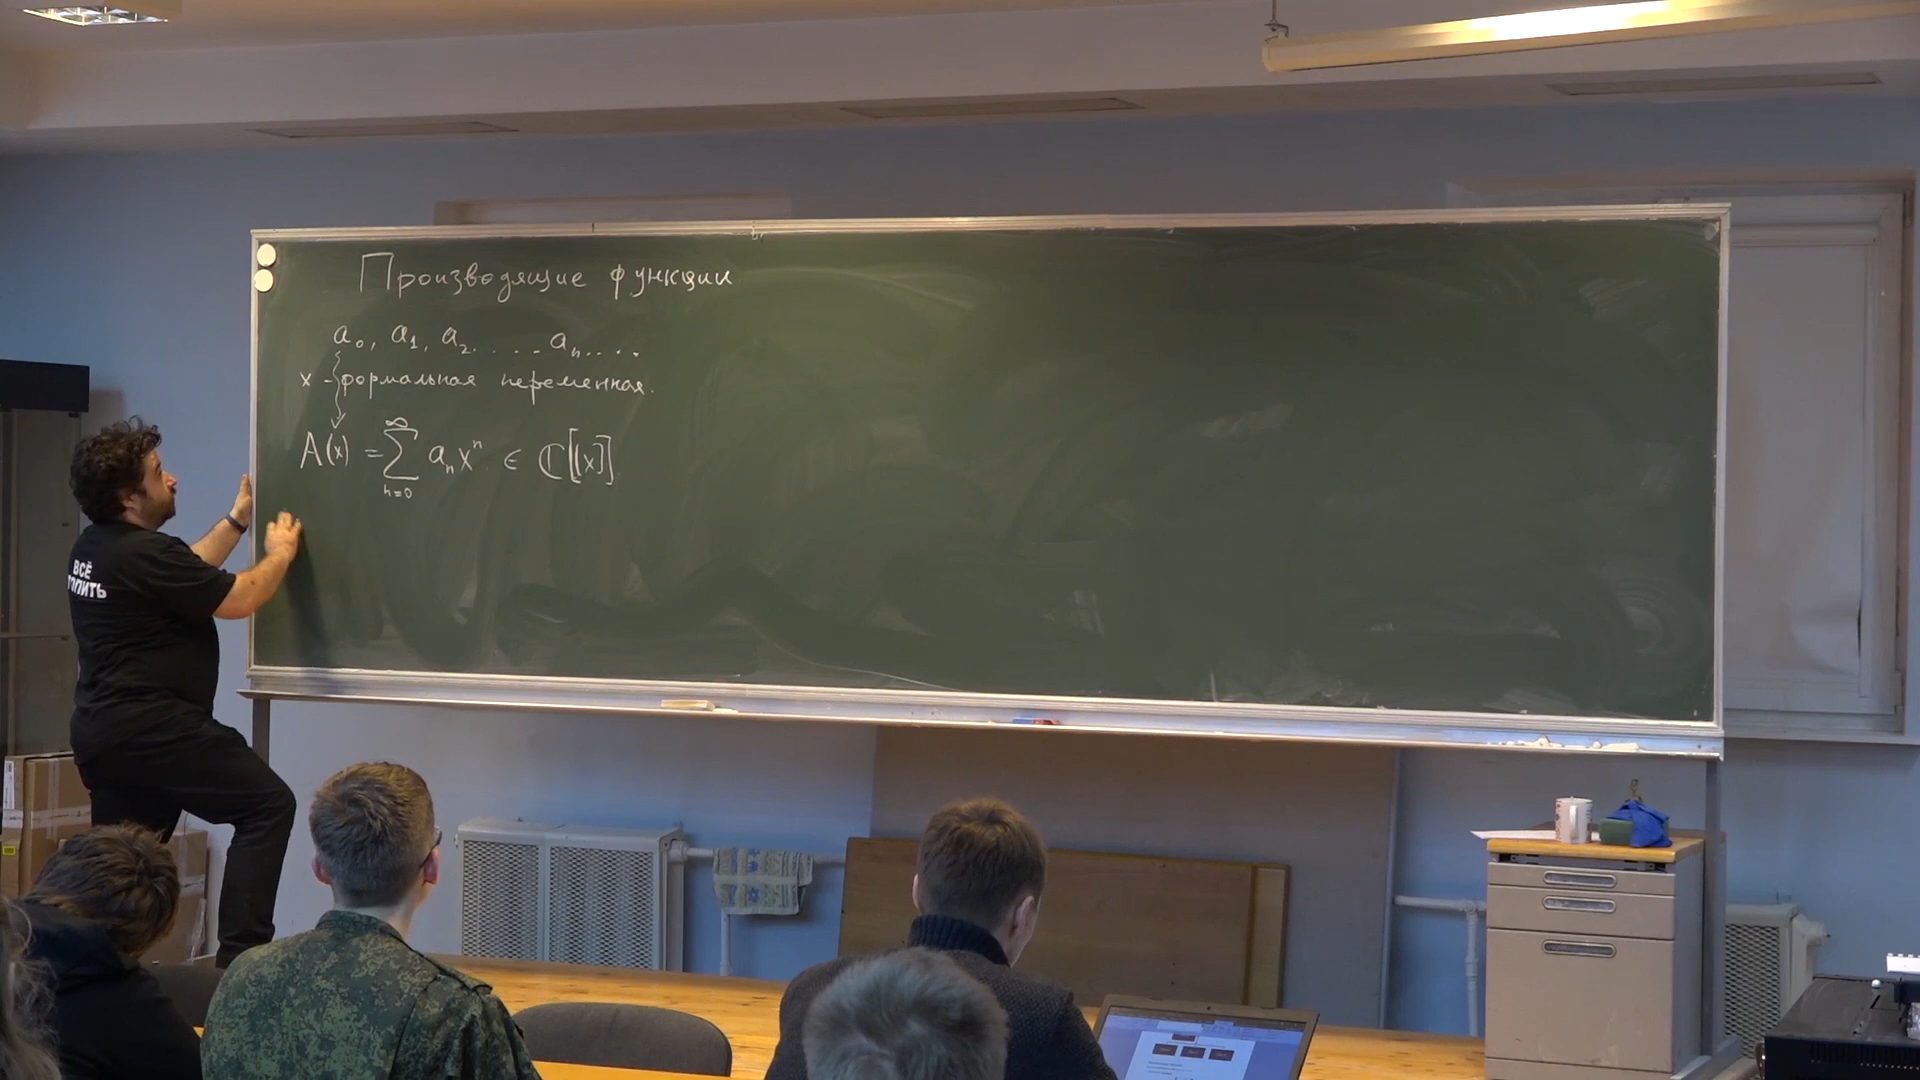 Производящие функции
a₀, a₁, a₂ . . . . aₙ . . . .
x - формальная переменная.
A(x) = ∑_{n=0}^{∞} aₙxⁿ ∈ ℂ[[x]]
ВСЁ